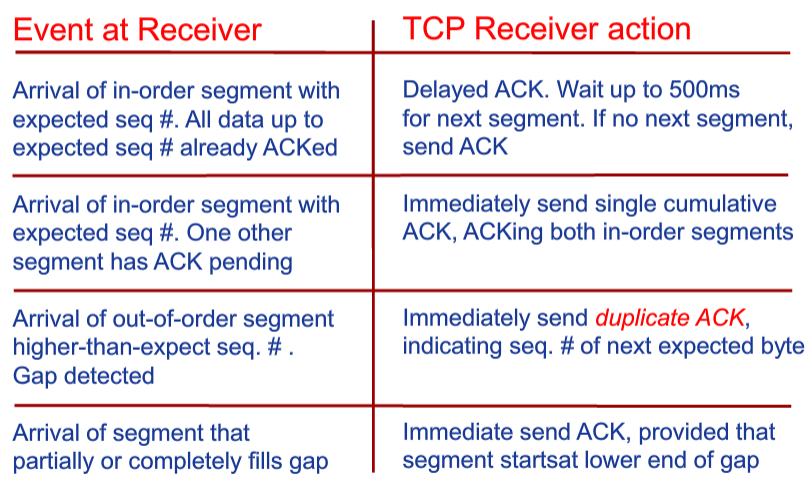 Event at Receiver
TCP Receiver action
Arrival of in-order segment with
expected seq #. All data up to
expected seq # already ACKed
Delayed ACK. Wait up to 500ms
for next segment. If no next segment,
send ACK
Arrival of in-order segment with
expected seq #. One other
segment has ACK pending
Immediately send single cumulative
ACK, ACKing both in-order segments
Arrival of out-of-order segment
higher-than-expect seq. # .
Gap detected
Immediately send duplicate ACK,
indicating seq. # of next expected byte
Arrival of segment that
partially or completely fills gap
Immediate send ACK, provided that
segment startsat lower end of gap